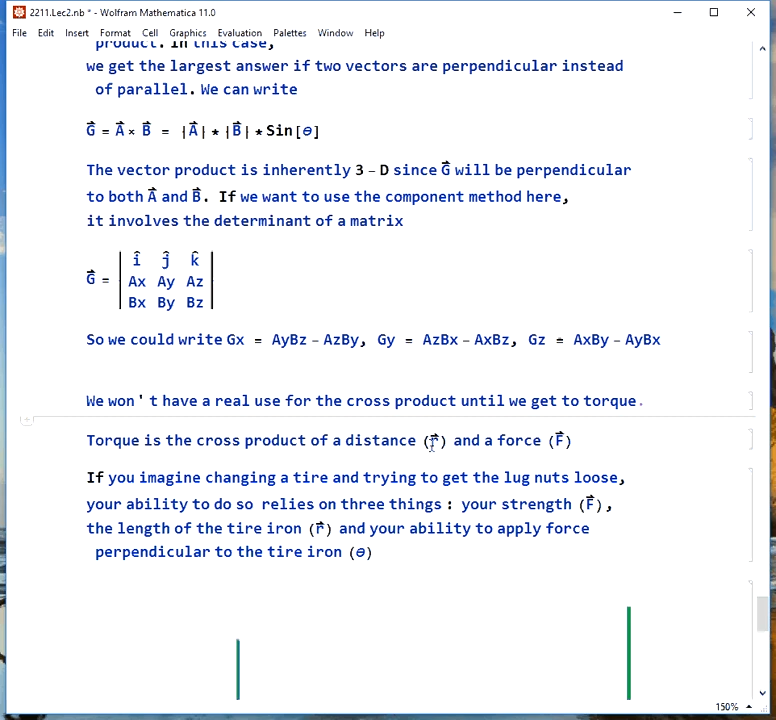 2211.Lec2.nb * - Wolfram Mathematica 11.0
File Edit Insert Format Cell Graphics Evaluation Palettes Window Help
product. In this case,
we get the largest answer if two vectors are perpendicular instead
of parallel. We can write
G⃗ = A⃗ × B⃗ = |A⃗| * |B⃗| * Sin[θ]
The vector product is inherently 3 – D since G⃗ will be perpendicular
to both A⃗ and B⃗. If we want to use the component method here,
it involves the determinant of a matrix
î ĵ k̂
G⃗ = | Ax Ay Az |
Bx By Bz
So we could write Gx = AyBz – AzBy, Gy = AzBx – AxBz, Gz = AxBy – AyBx
We won ' t have a real use for the cross product until we get to torque.
Torque is the cross product of a distance (r⃗) and a force (F⃗)
If you imagine changing a tire and trying to get the lug nuts loose,
your ability to do so relies on three things : your strength (F⃗),
the length of the tire iron (r⃗) and your ability to apply force
perpendicular to the tire iron (θ)
150%